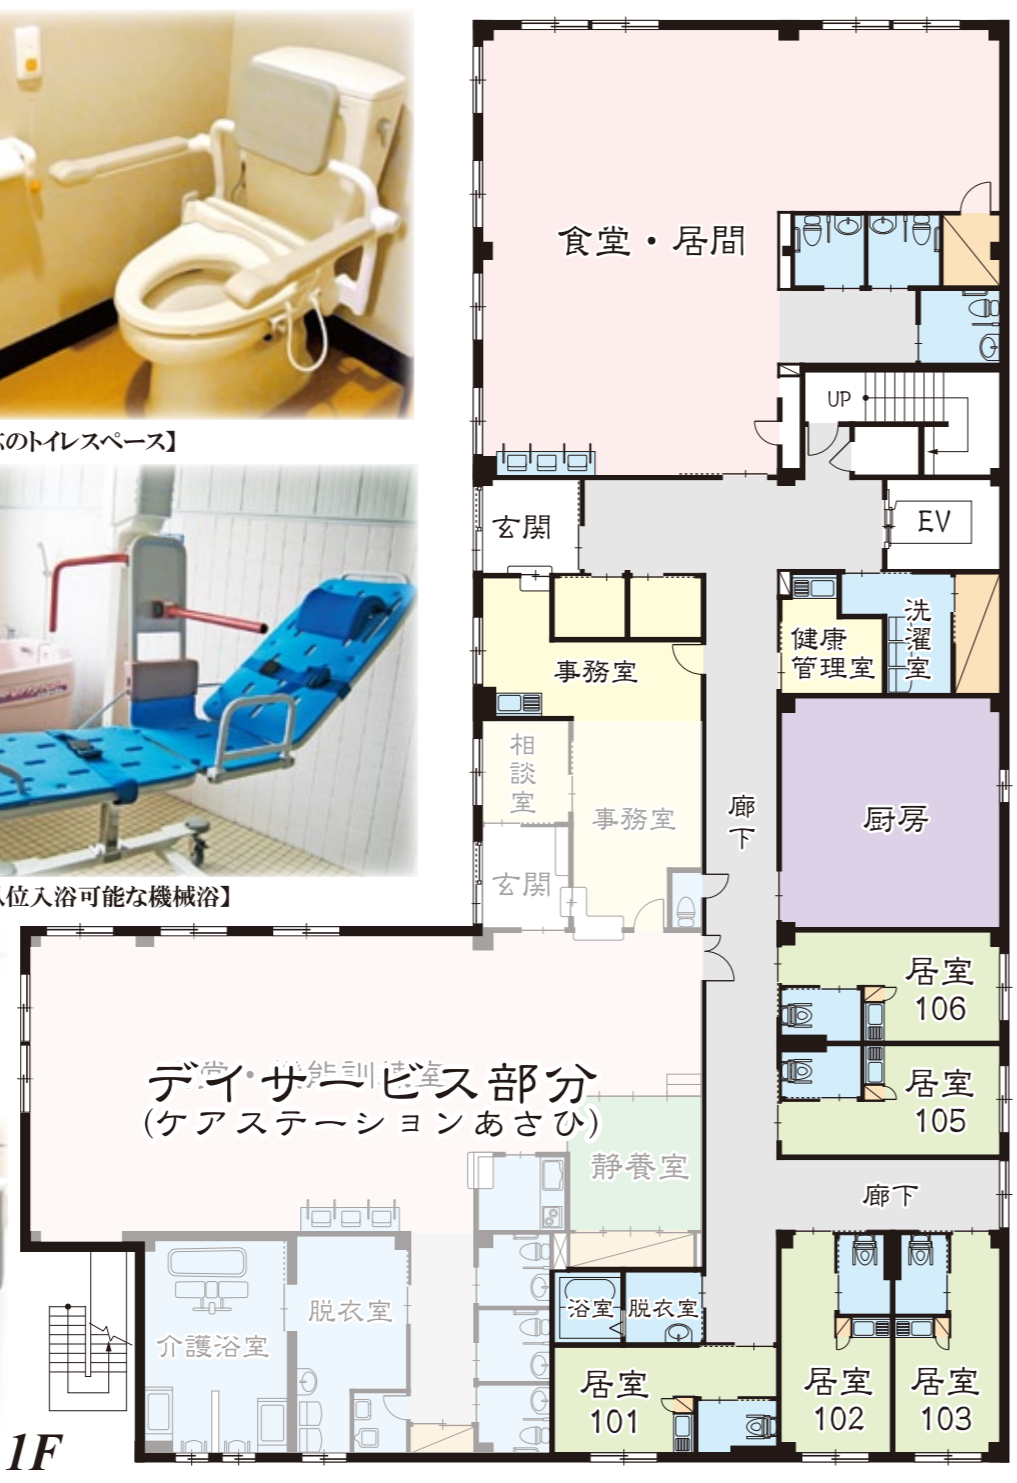 のトイレスペース】
位入浴可能な機械浴】
食堂・居間
UP
玄関
EV
事務室
健康
管理室
洗濯室
相談室
事務室
廊下
厨房
玄関
居室
106
デイサービス部分
(ケアステーションあさひ)
居室
105
静養室
廊下
浴室
脱衣室
脱衣室
介護浴室
居室
101
居室
102
居室
103
1F